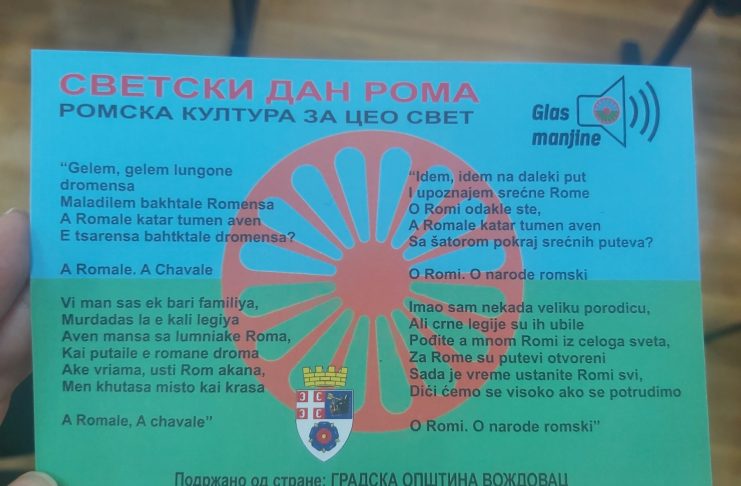 СВЕТСКИ ДАН РОМА
РОМСКА КУЛТУРА ЗА ЦЕО СВЕТ
Glas
manjine
“Gelem, gelem lungone
dromensa
Maladilem bakhtale Romensa
A Romale katar tumen aven
E tsarensa bahtktale dromensa?
A Romale. A Chavale
Vi man sas ek bari familiya,
Murdadas la e kali legiya
Aven mansa sa lumniake Roma,
Kai putaile e romane droma
Ake vriama, usti Rom akana,
Men khutasa misto kai krasa
A Romale, A chavale”
“Idem, idem na daleki put
I upoznajem srećne Rome
O Romi odakle ste,
A Romale katar tumen aven
Sa šatorom pokraj srećnih puteva?
O Romi. O narode romski
Imao sam nekada veliku porodicu,
Ali crne legije su ih ubile
Pođite a mnom Romi iz celoga sveta,
Za Rome su putevi otvoreni
Sada je vreme ustanite Romi svi,
Dići ćemo se visoko ako se potrudimo
O Romi. O narode romski”
Подржано од стране: ГРАДСКА ОПШТИНА ВОЖДОВАЦ